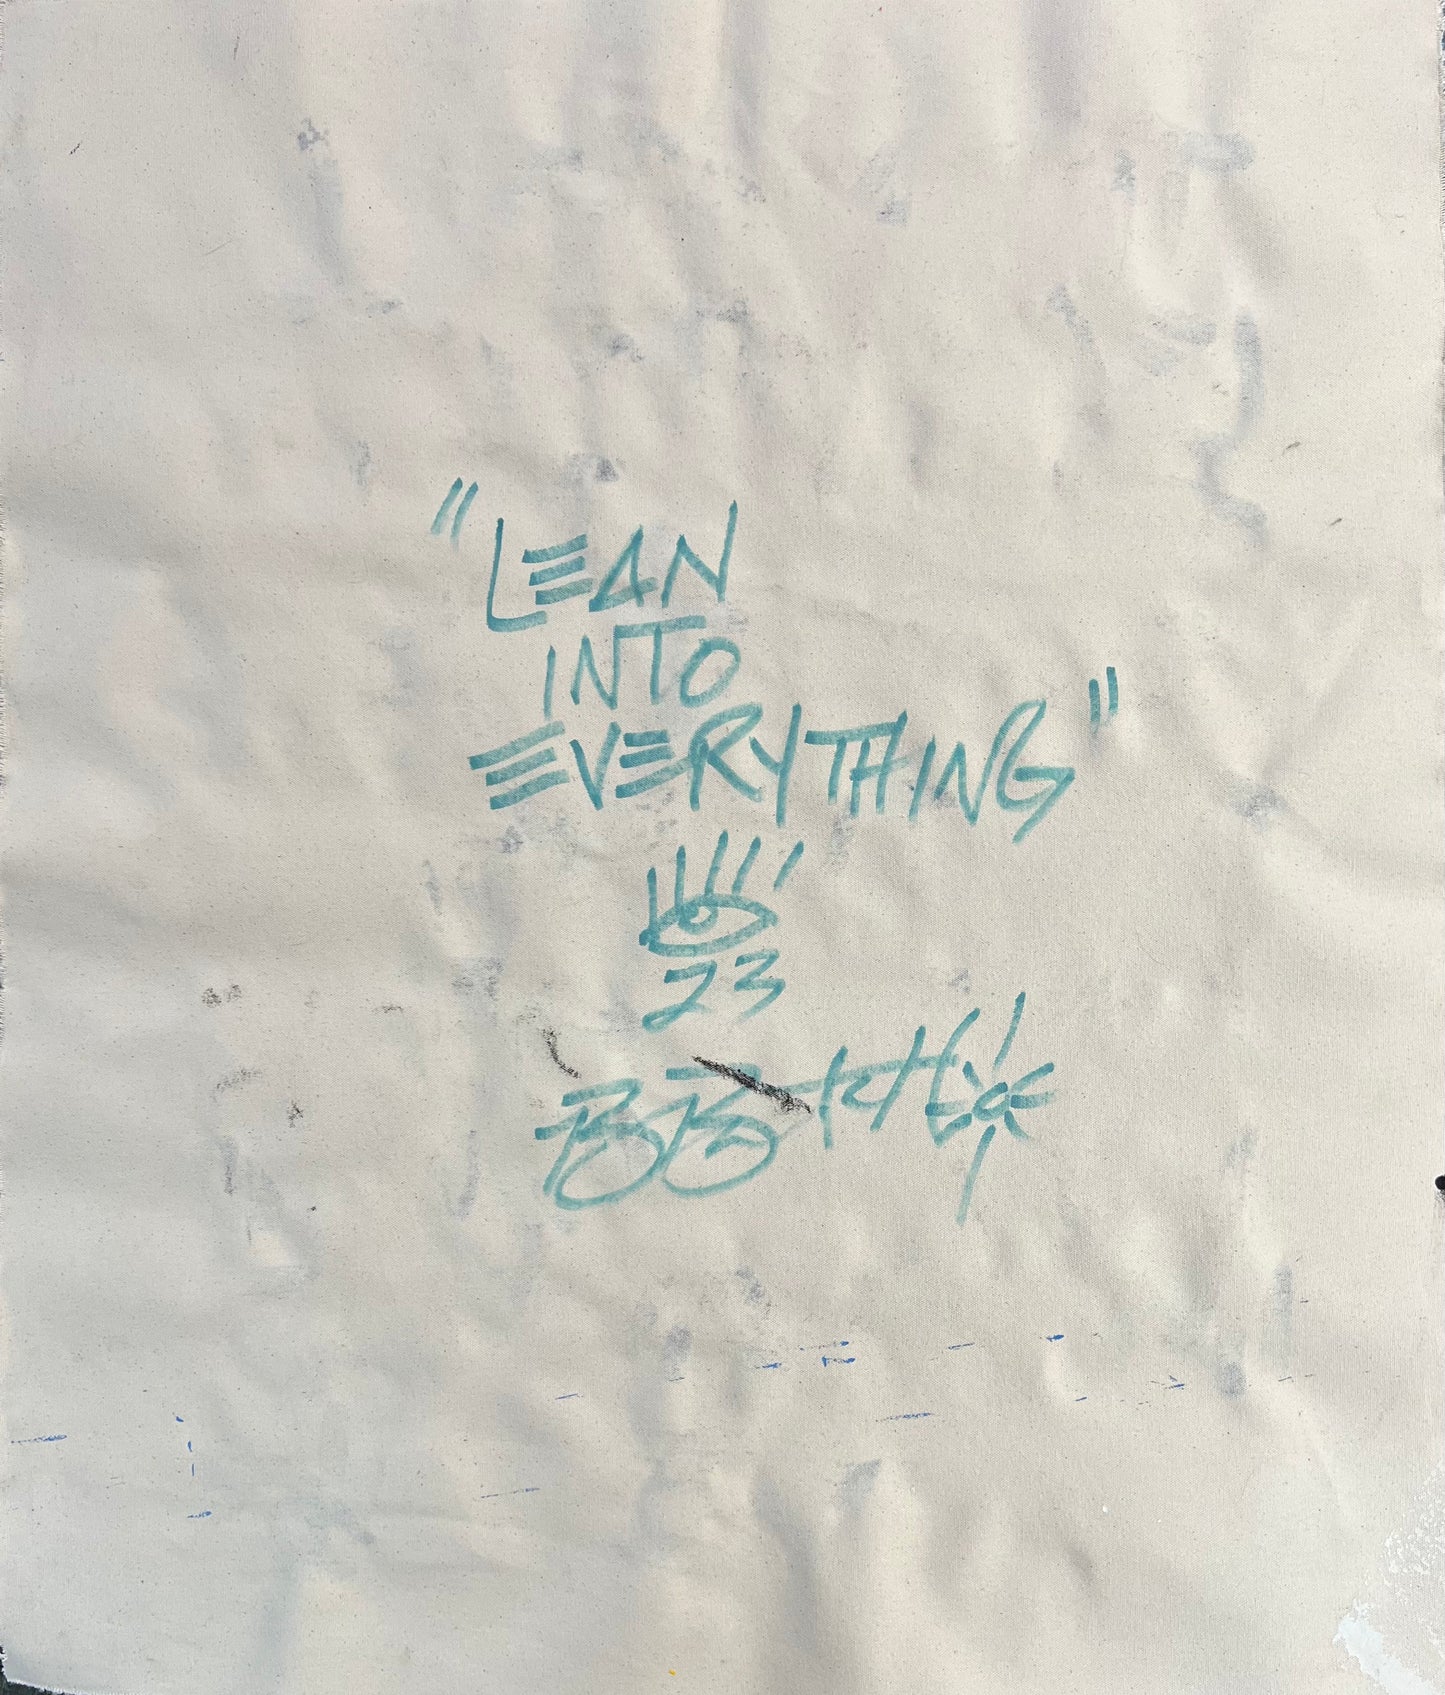 "LEAN
INTO
EVERYTHING"
23